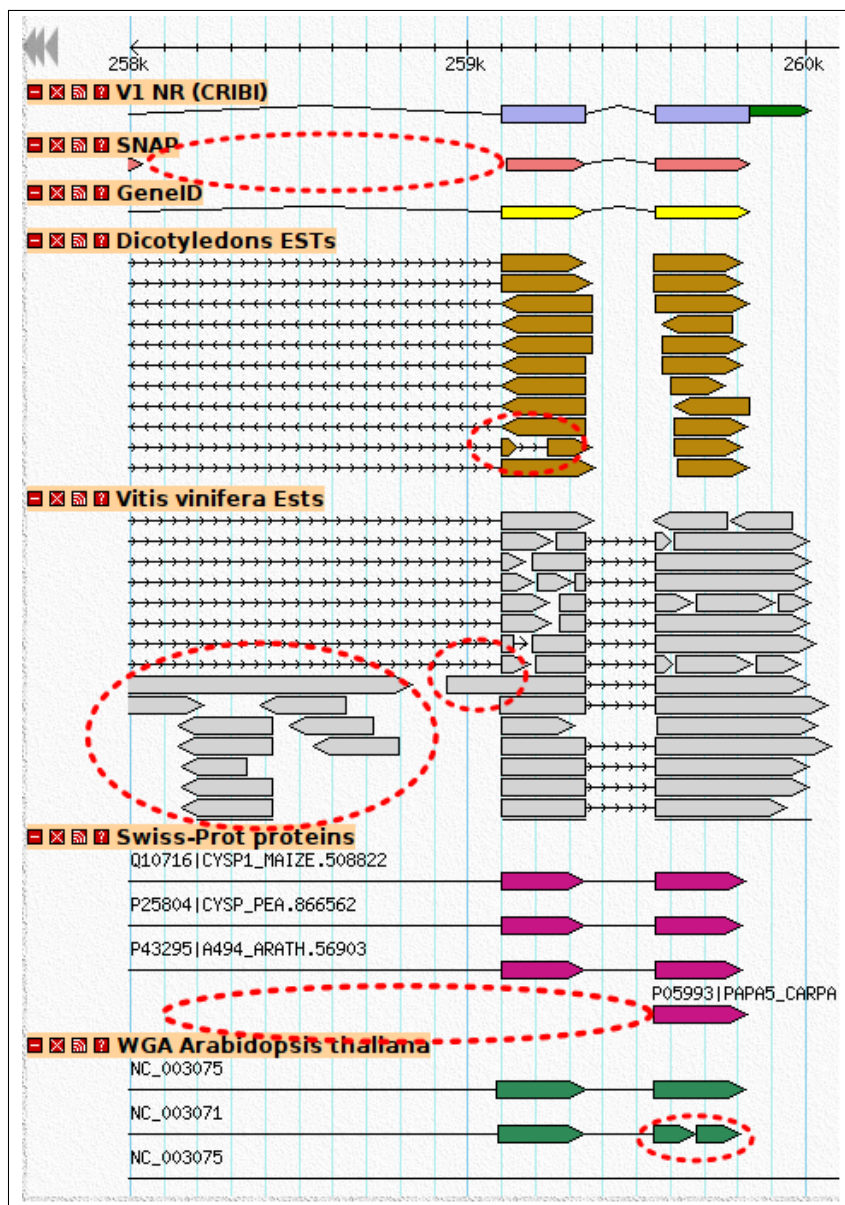 258k 259k 260k
V1 NR (CRIBI)
SNAP
GeneID
Dicotyledons ESTs
Vitis vinifera Ests
Swiss-Prot proteins
Q10716|CYSP1_MAIZE.508822
P25804|CYSP_PEA.866562
P43295|A494_ARATH.56903
P05993|PAPA5_CARPA
WGA Arabidopsis thaliana
NC_003075
NC_003071
NC_003075